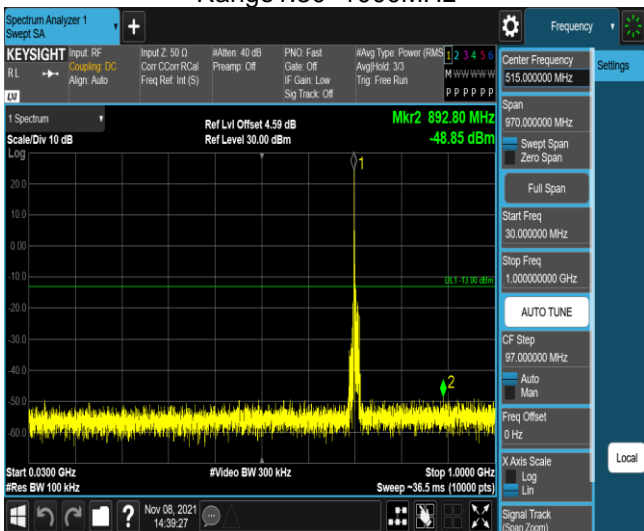 Spectrum Analyzer 1
Swept SA
Frequency
KEYSIGHT
RL
LXI
Input: RF
Coupling: DC
Align: Auto
Input Z: 50 Ω
Corr CCorr RCal
Freq Ref: Int (S)
#Atten: 40 dB
Preamp: Off
PNO: Fast
Gate: Off
IF Gain: Low
Sig Track: Off
#Avg Type: Power (RMS
Avg|Hold: 3/3
Trig: Free Run
1 2 3 4 5 6
M W W W W W
P P P P P P
Center Frequency
515.000000 MHz
Settings
Span
970.000000 MHz
Swept Span
Zero Span
Full Span
Start Freq
30.000000 MHz
Stop Freq
1.000000000 GHz
AUTO TUNE
CF Step
97.000000 MHz
Auto
Man
Freq Offset
0 Hz
X Axis Scale
Log
Lin
Local
Signal Track
(Span Zoom)
1 Spectrum
Scale/Div 10 dB
Ref Lvl Offset 4.59 dB
Ref Level 30.00 dBm
Mkr2 892.80 MHz
-48.85 dBm
Log
1
20.0
10.0
0.00
-10.0
DL1 -13.00 dBm
-20.0
-30.0
-40.0
2
-50.0
-60.0
Start 0.0300 GHz
#Res BW 100 kHz
#Video BW 300 kHz
Stop 1.0000 GHz
Sweep ~36.5 ms (10000 pts)
?
Nov 08, 2021
14:39:27